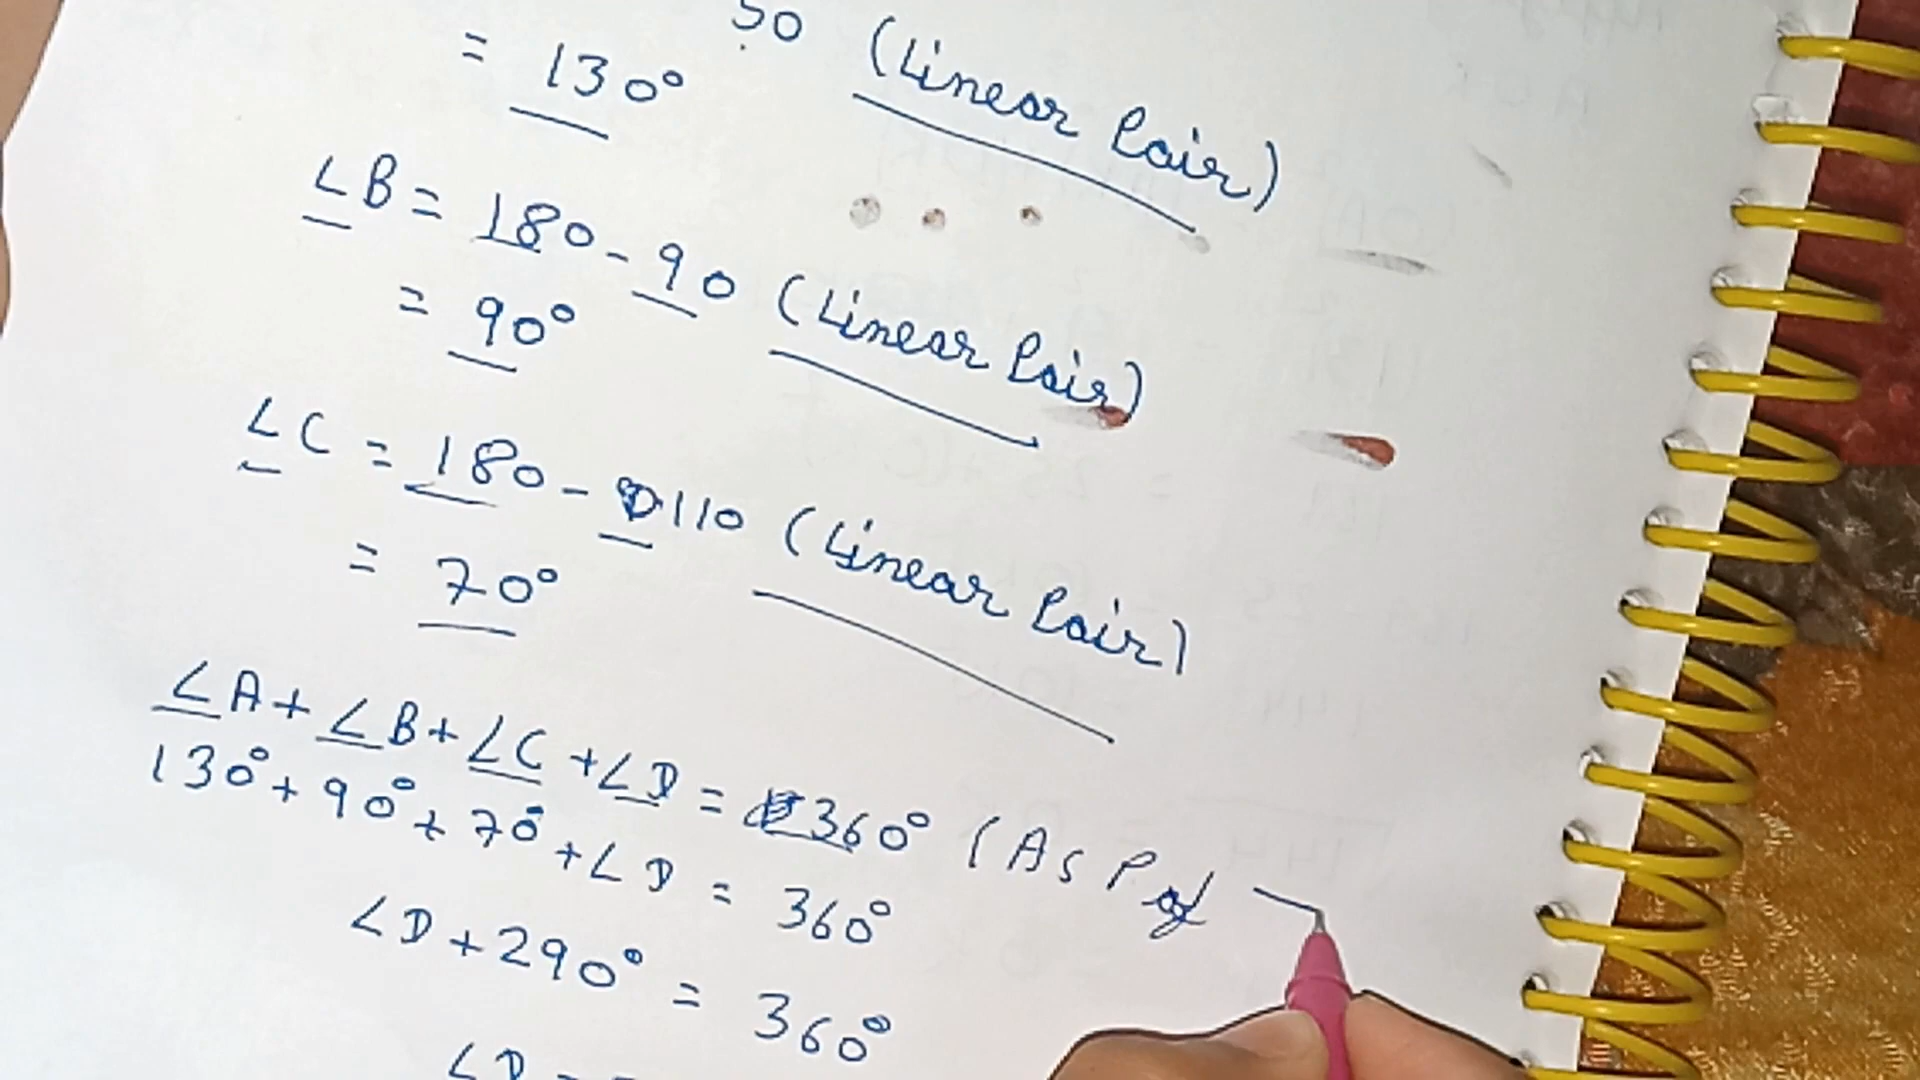 50 (Linear Pair)
= 130°
∠B = 180 - 90 (Linear Pair)
= 90°
∠C = 180 - 110 (Linear Pair)
= 70°
∠A + ∠B + ∠C + ∠D = 360° (As P of
130° + 90° + 70° + ∠D = 360°
∠D + 290° = 360°
∠D =